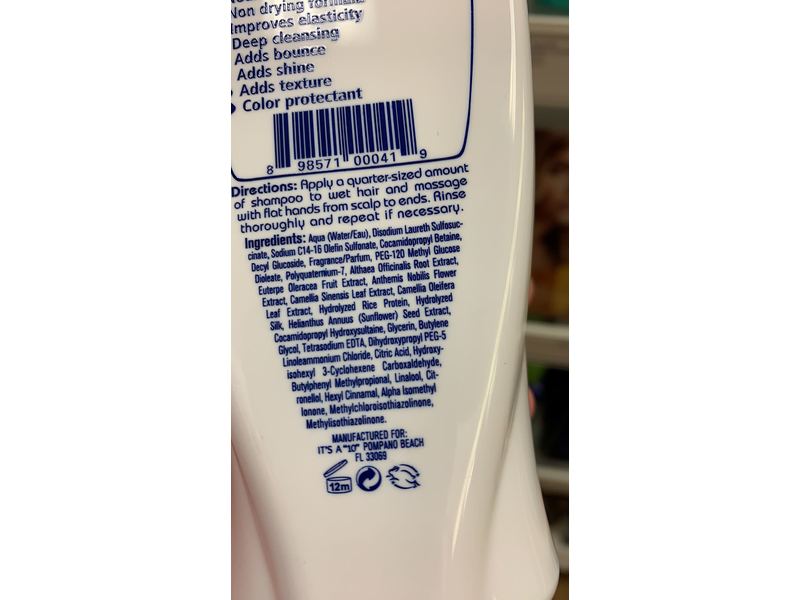 Non drying formula
Improves elasticity
Deep cleansing
Adds bounce
Adds shine
Adds texture
Color protectant
8 98571 00041 9
Directions: Apply a quarter-sized amount
of shampoo to wet hair and massage
with flat hands from scalp to ends. Rinse
thoroughly and repeat if necessary.
Ingredients: Aqua (Water/Eau), Disodium Laureth Sulfosuc-
cinate, Sodium C14-16 Olefin Sulfonate, Cocamidopropyl Betaine,
Decyl Glucoside, Fragrance/Parfum, PEG-120 Methyl Glucose
Dioleate, Polyquaternium-7, Althaea Officinalis Root Extract,
Euterpe Oleracea Fruit Extract, Anthemis Nobilis Flower
Extract, Camellia Sinensis Leaf Extract, Camellia Oleifera
Leaf Extract, Hydrolyzed Rice Protein, Hydrolyzed
Silk, Helianthus Annuus (Sunflower) Seed Extract,
Cocamidopropyl Hydroxysultaine, Glycerin, Butylene
Glycol, Tetrasodium EDTA, Dihydroxypropyl PEG-5
Linoleammonium Chloride, Citric Acid, Hydroxy-
isohexyl 3-Cyclohexene Carboxaldehyde,
Butylphenyl Methylpropional, Linalool, Cit-
ronellol, Hexyl Cinnamal, Alpha Isomethyl
Ionone, Methylchloroisothiazolinone,
Methylisothiazolinone.
MANUFACTURED FOR:
IT'S A "10" POMPANO BEACH
FL 33069
12m